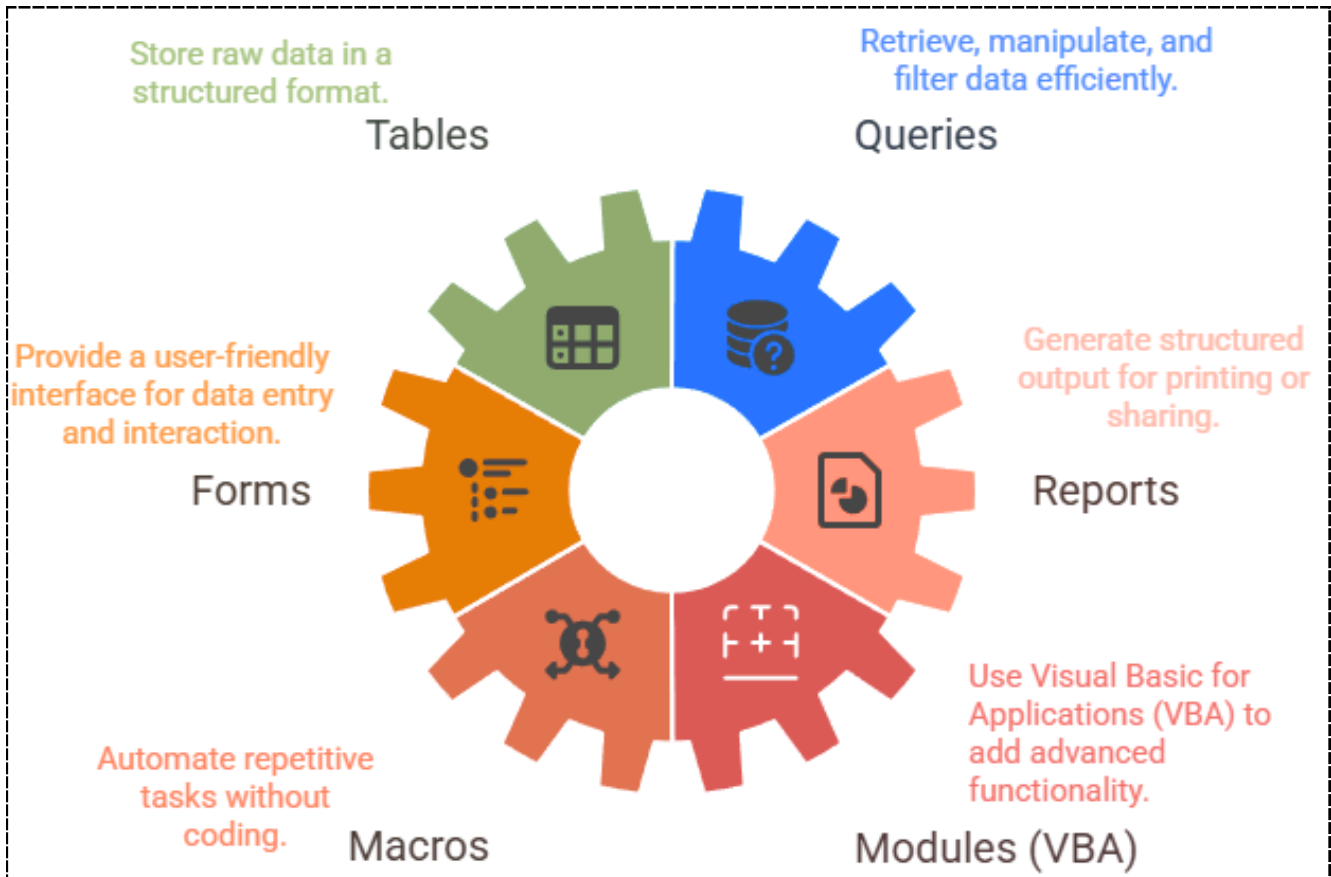 Store raw data in a
structured format.
Tables
Retrieve, manipulate, and
filter data efficiently.
Queries
Provide a user-friendly
interface for data entry
and interaction.
Forms
Generate structured
output for printing or
sharing.
Reports
Automate repetitive
tasks without
coding.
Macros
Use Visual Basic for
Applications (VBA) to
add advanced
functionality.
Modules (VBA)